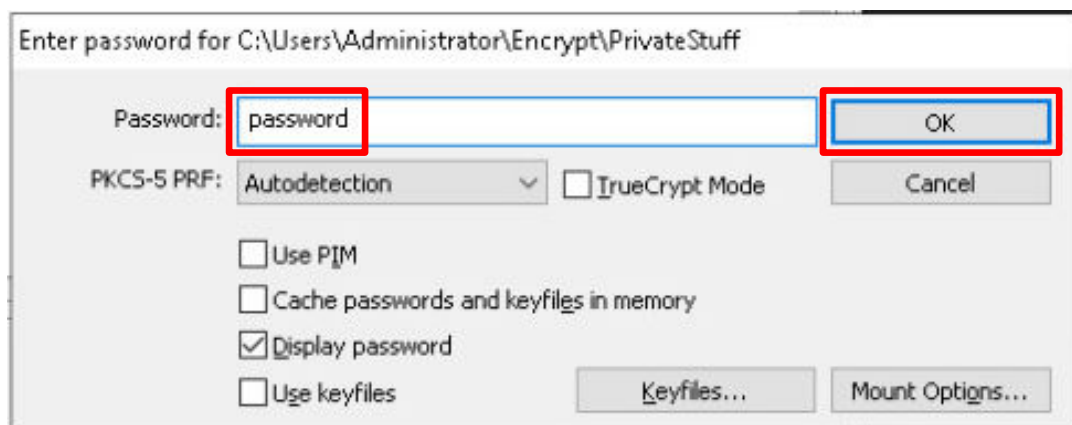 Enter password for C:\Users\Administrator\Encrypt\PrivateStuff
Password: password OK
PKCS-5 PRF: Autodetection TrueCrypt Mode Cancel
Use PIM
Cache passwords and keyfiles in memory
Display password
Use keyfiles Keyfiles... Mount Options...